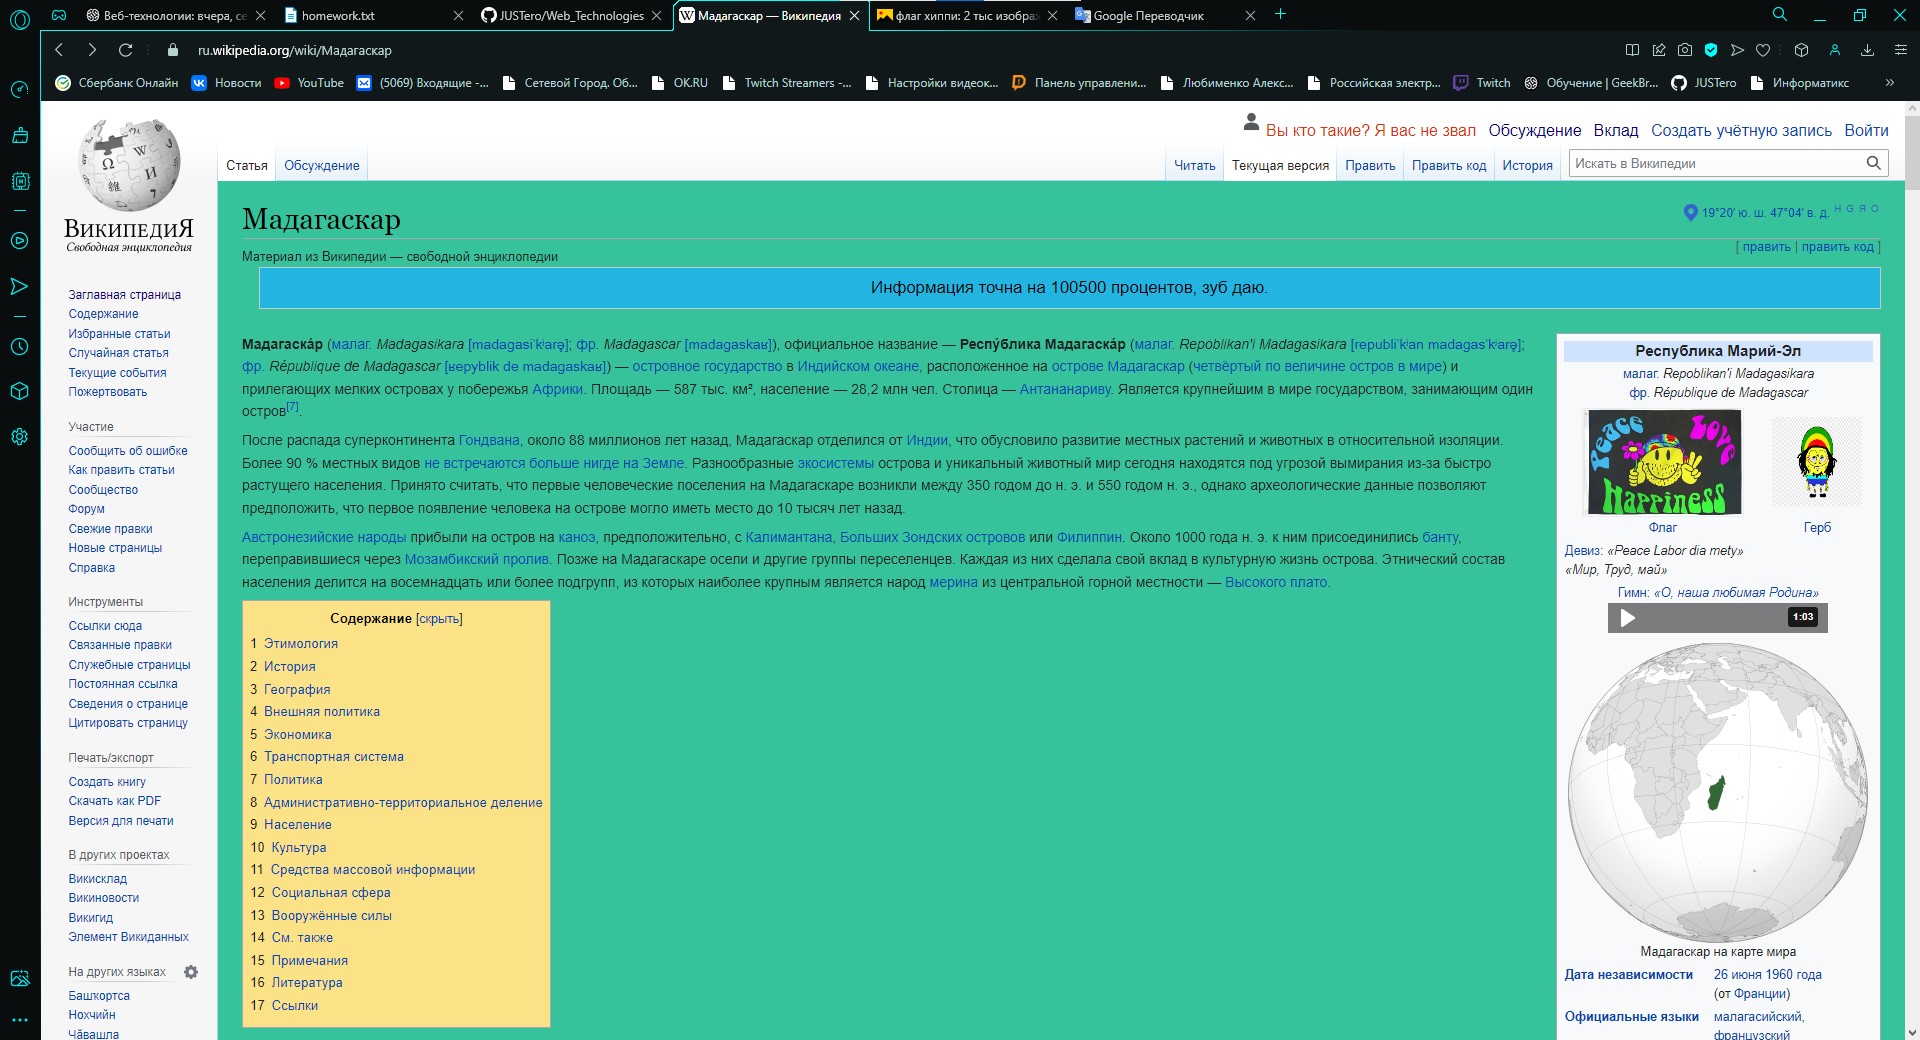 Веб-технологии: вчера, се
homework.txt
JUSTero/Web_Technologies
Мадагаскар — Википедия
флаг хиппи: 2 тыс изобра
Google Переводчик
ru.wikipedia.org/wiki/Мадагаскар
Сбербанк Онлайн
Новости
YouTube
(5069) Входящие -...
Сетевой Город. Об...
OK.RU
Twitch Streamers -...
Настройки видеок...
Панель управлени...
Любименко Алекс...
Российская электр...
Twitch
Обучение | GeekBr...
JUSTero
Информатикс
»
Вы кто такие? Я вас не звал
Обсуждение
Вклад
Создать учётную запись
Войти
Статья
Обсуждение
Читать
Текущая версия
Править
Править код
История
Искать в Википедии
ВикипедиЯ
Свободная энциклопедия
Заглавная страница
Содержание
Избранные статьи
Случайная статья
Текущие события
Пожертвовать
Участие
Сообщить об ошибке
Как править статьи
Сообщество
Форум
Свежие правки
Новые страницы
Справка
Инструменты
Ссылки сюда
Связанные правки
Служебные страницы
Постоянная ссылка
Сведения о странице
Цитировать страницу
Печать/экспорт
Создать книгу
Скачать как PDF
Версия для печати
В других проектах
Викисклад
Викиновости
Викигид
Элемент Викиданных
На других языках
Башҡортса
Нохчийн
Чӑвашла
Мадагаскар
19°20′ ю. ш. 47°04′ в. д. H G Я O
[ править | править код ]
Материал из Википедии — свободной энциклопедии
Информация точна на 100500 процентов, зуб даю.
Мадагаска́р (малаг. Madagasikara [madagasiˈkʲarə̥]; фр. Madagascar [madaɡaskaʁ]), официальное название — Респу́блика Мадагаска́р (малаг. Repoblikan'i Madagasikara [republiˈkʲan madagasˈkʲarə̥];
фр. République de Madagascar [ʁepyblik də madaɡaskaʁ]) — островное государство в Индийском океане, расположенное на острове Мадагаскар (четвёртый по величине остров в мире) и
прилегающих мелких островах у побережья Африки. Площадь — 587 тыс. км², население — 28,2 млн чел. Столица — Антананариву. Является крупнейшим в мире государством, занимающим один
остров[7].
После распада суперконтинента Гондвана, около 88 миллионов лет назад, Мадагаскар отделился от Индии, что обусловило развитие местных растений и животных в относительной изоляции.
Более 90 % местных видов не встречаются больше нигде на Земле. Разнообразные экосистемы острова и уникальный животный мир сегодня находятся под угрозой вымирания из-за быстро
растущего населения. Принято считать, что первые человеческие поселения на Мадагаскаре возникли между 350 годом до н. э. и 550 годом н. э., однако археологические данные позволяют
предположить, что первое появление человека на острове могло иметь место до 10 тысяч лет назад.
Австронезийские народы прибыли на остров на каноэ, предположительно, с Калимантана, Больших Зондских островов или Филиппин. Около 1000 года н. э. к ним присоединились банту,
переправившиеся через Мозамбикский пролив. Позже на Мадагаскаре осели и другие группы переселенцев. Каждая из них сделала свой вклад в культурную жизнь острова. Этнический состав
населения делится на восемнадцать или более подгрупп, из которых наиболее крупным является народ мерина из центральной горной местности — Высокого плато.
Содержание [скрыть]
1 Этимология
2 История
3 География
4 Внешняя политика
5 Экономика
6 Транспортная система
7 Политика
8 Административно-территориальное деление
9 Население
10 Культура
11 Средства массовой информации
12 Социальная сфера
13 Вооружённые силы
14 См. также
15 Примечания
16 Литература
17 Ссылки
Республика Марий-Эл
малаг. Repoblikan'i Madagasikara
фр. République de Madagascar
Peace Love
Happiness
Флаг
Герб
Девиз: «Peace Labor dia mety»
«Мир, Труд, май»
Гимн: «О, наша любимая Родина»
1:03
Мадагаскар на карте мира
Дата независимости 26 июня 1960 года
(от Франции)
Официальные языки малагасийский,
французский